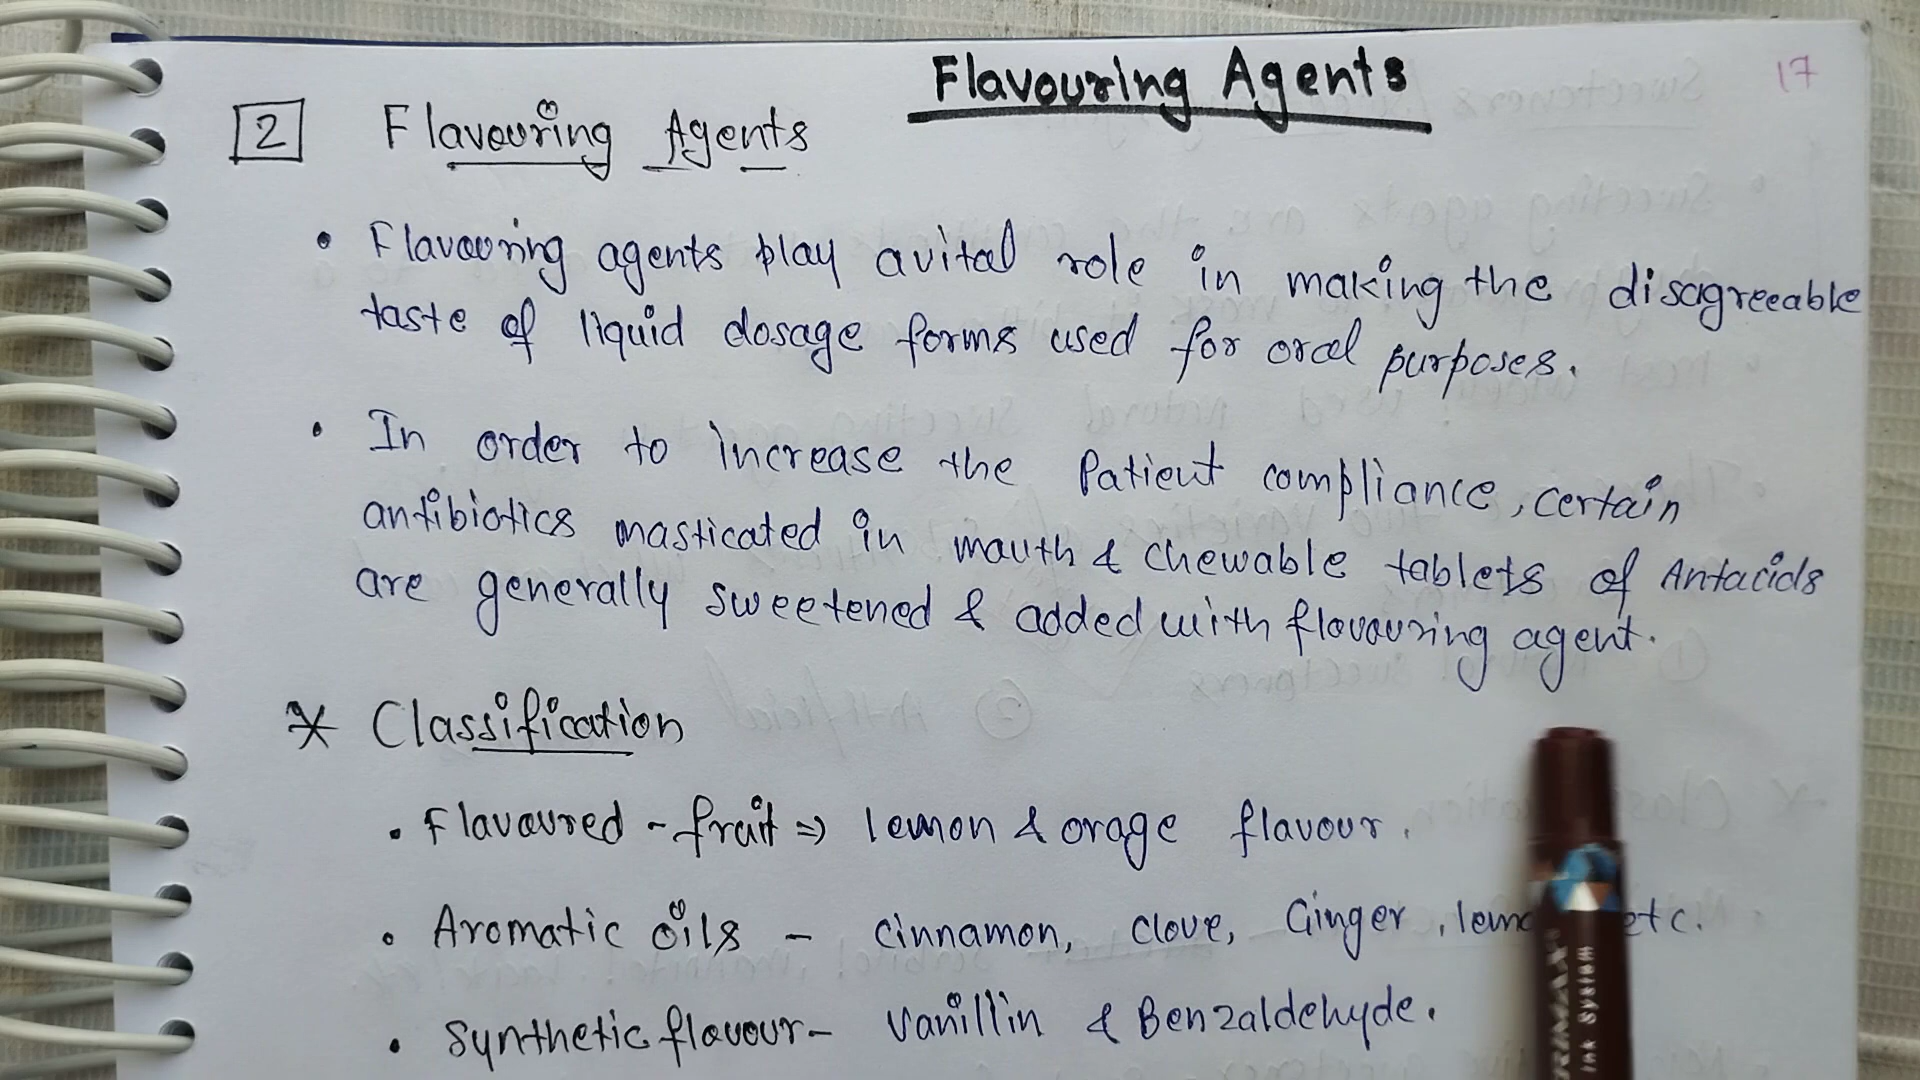 Flavouring Agents
17
2 Flavouring Agents
• Flavouring agents play avital role in making the disagreeable
taste of liquid dosage forms used for oral purposes.
• In order to increase the Patient compliance, certain
antibiotics masticated in mouth & chewable tablets of Antacids
are generally sweetened & added with flavouring agent.
* Classification
• Flavoured - fruit => lemon & orage flavour.
• Aromatic oils - cinnamon, clove, Ginger, etc.
• Synthetic flavour - Vanillin & Benzaldehyde.
Ink System